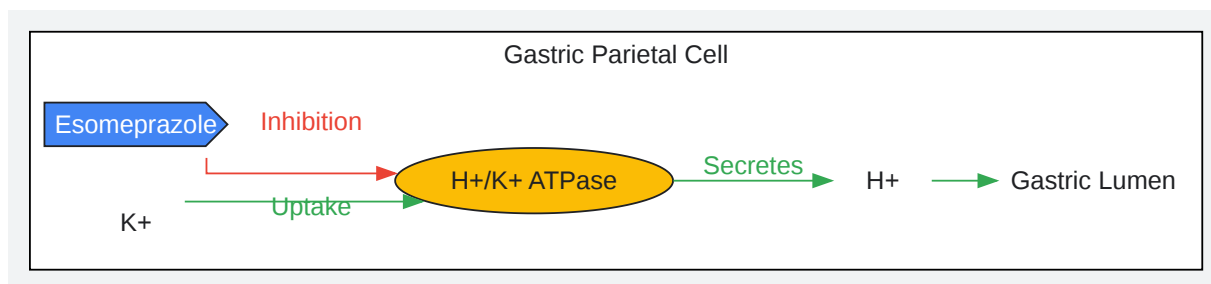 Gastric Parietal Cell
Esomeprazole
Inhibition
H+/K+ ATPase
Secretes
H+
Gastric Lumen
Uptake
K+